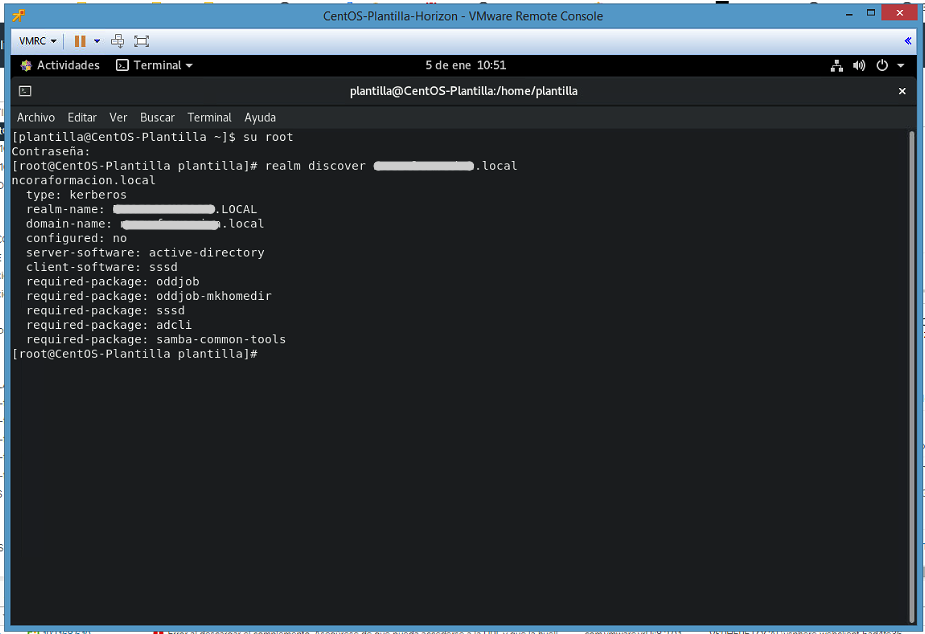 CentOS-Plantilla-Horizon - VMware Remote Console
VMRC
Actividades Terminal 5 de ene 10:51
plantilla@CentOS-Plantilla:/home/plantilla
Archivo Editar Ver Buscar Terminal Ayuda
[plantilla@CentOS-Plantilla ~]$ su root
Contraseña:
[root@CentOS-Plantilla plantilla]# realm discover .local
ncoraformacion.local
type: kerberos
realm-name: .LOCAL
domain-name: .local
configured: no
server-software: active-directory
client-software: sssd
required-package: oddjob
required-package: oddjob-mkhomedir
required-package: sssd
required-package: adcli
required-package: samba-common-tools
[root@CentOS-Plantilla plantilla]#